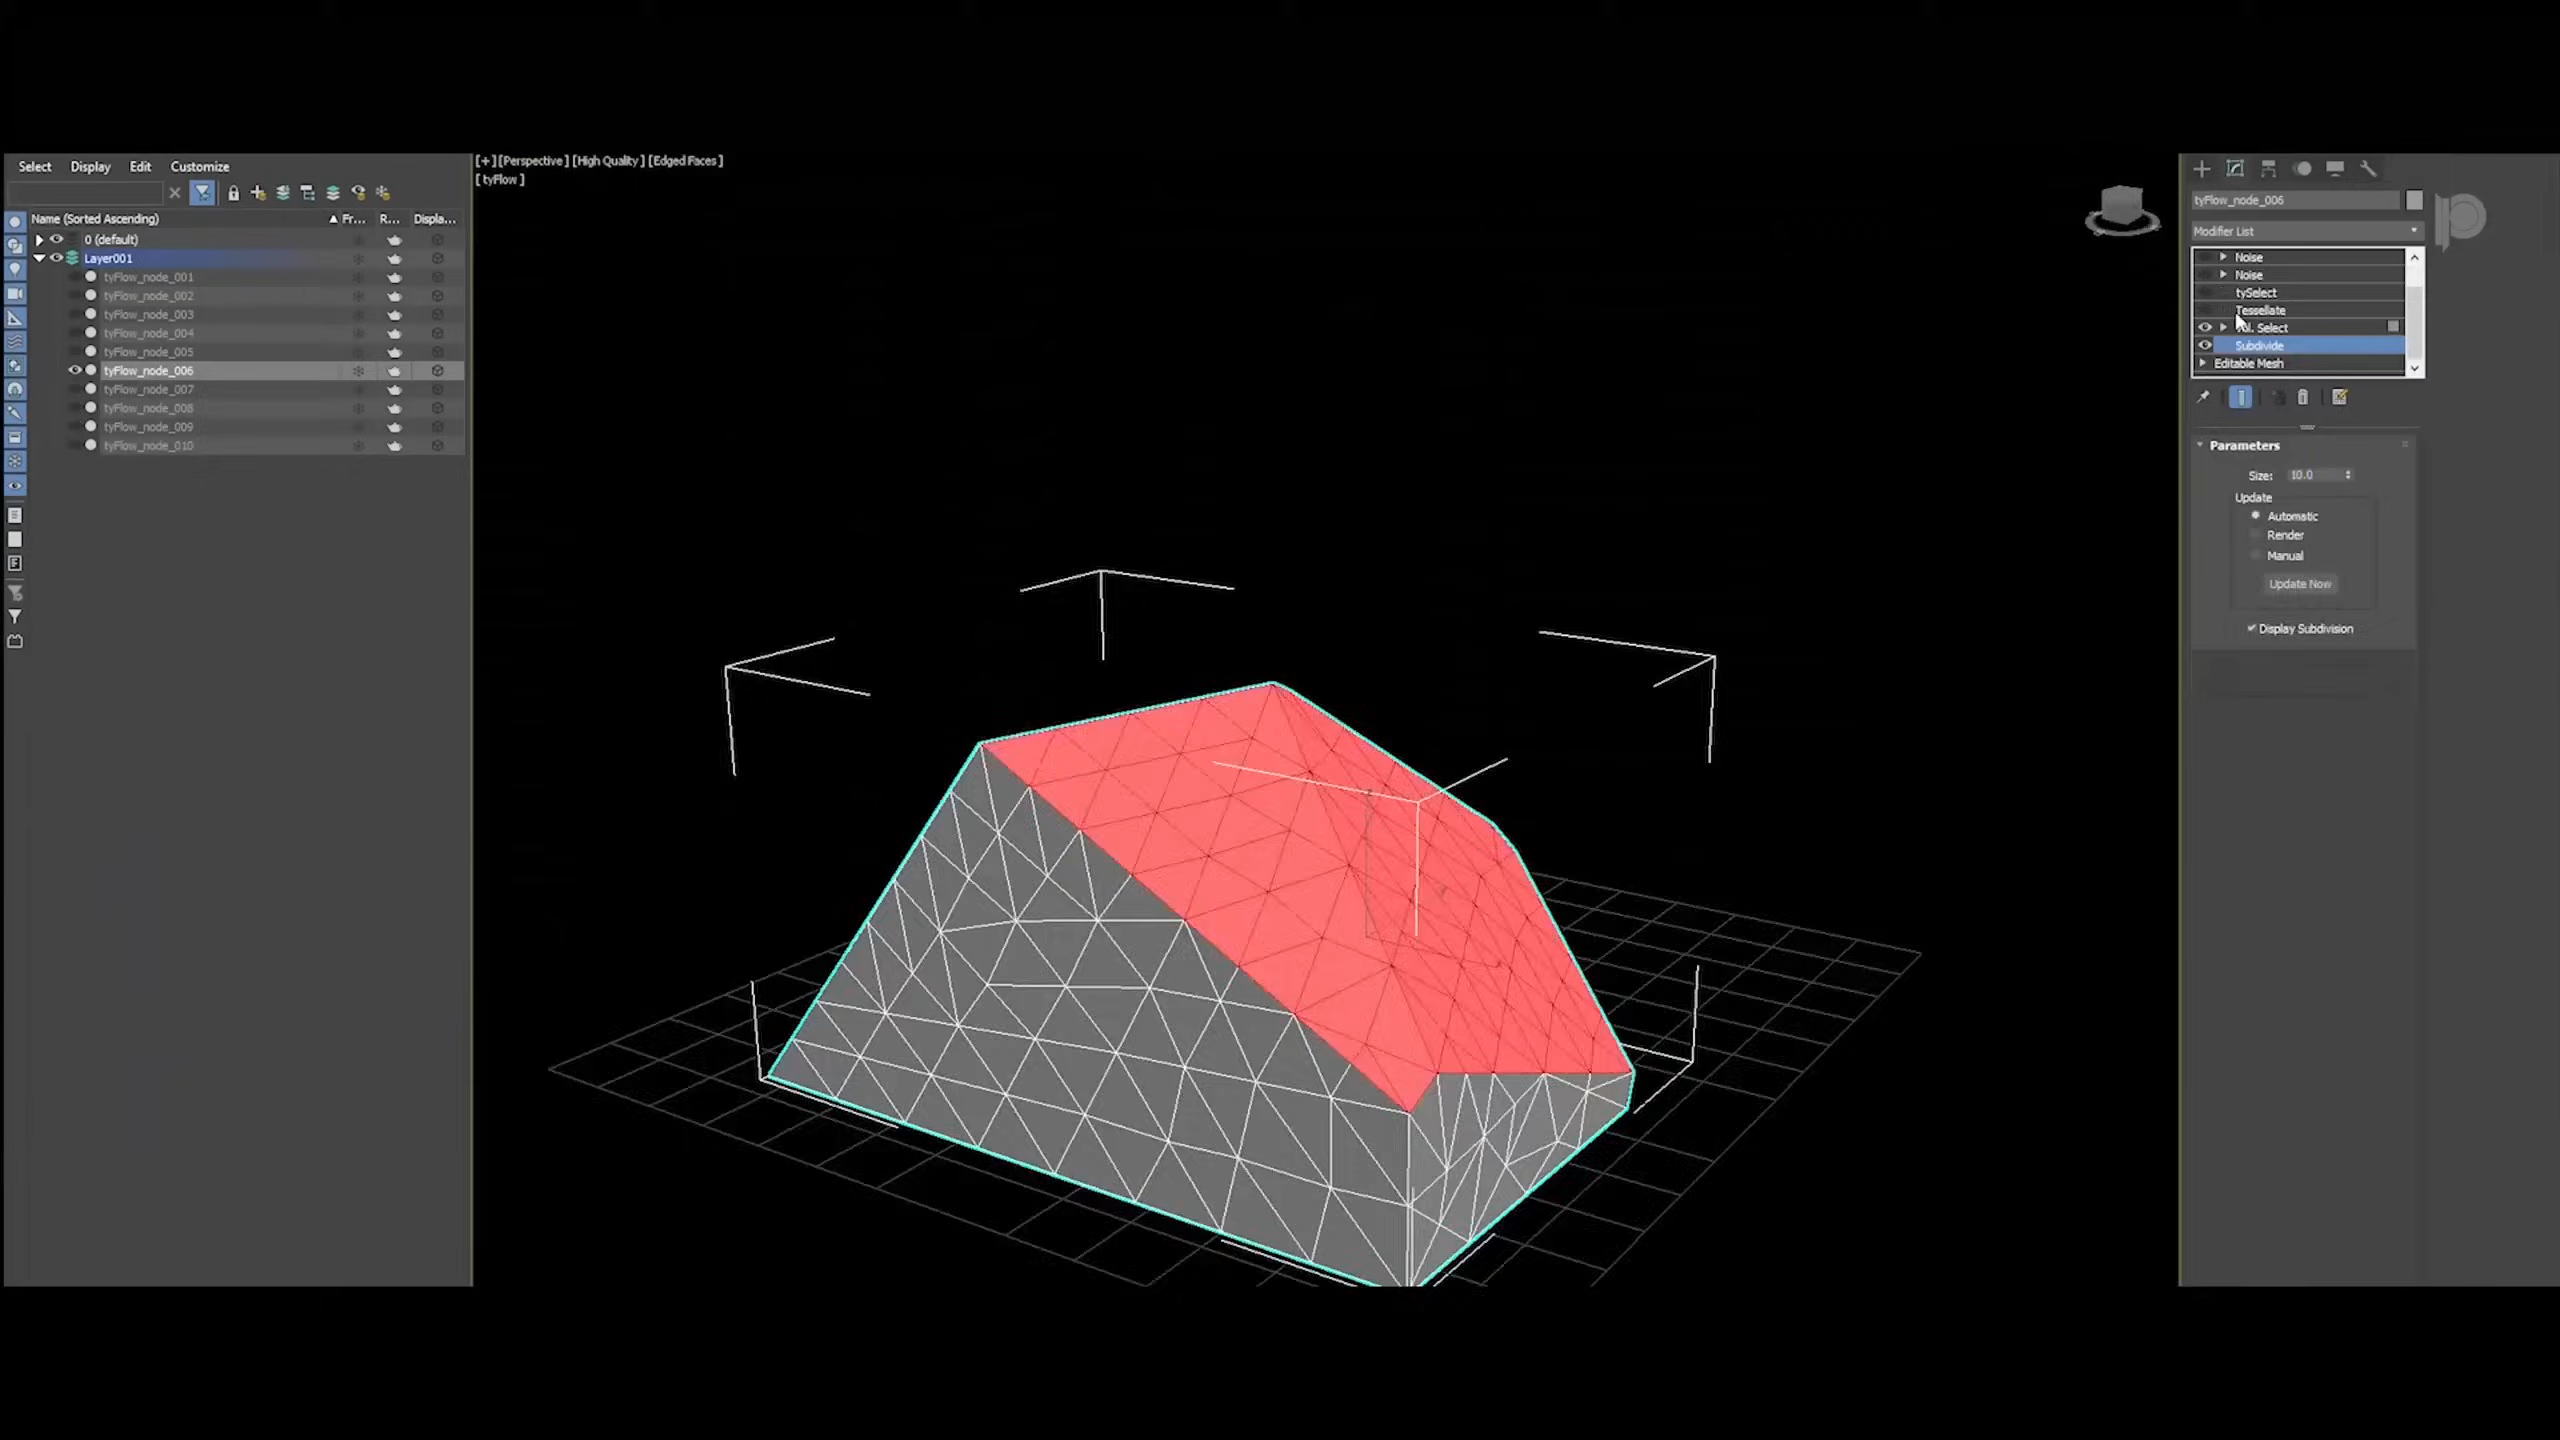 Select Display Edit Customize
Name (Sorted Ascending) ▲ Fr... R... Displa...
0 (default)
Layer001
tyFlow_node_001
tyFlow_node_002
tyFlow_node_003
tyFlow_node_004
tyFlow_node_005
tyFlow_node_006
tyFlow_node_007
tyFlow_node_008
tyFlow_node_009
tyFlow_node_010
[+] [Perspective] [High Quality] [Edged Faces]
[tyFlow]
tyFlow_node_006
Modifier List
Noise
Noise
tySelect
Tessellate
Select
Subdivide
Editable Mesh
Parameters
Size: 10.0
Update
Automatic
Render
Manual
Update Now
Display Subdivision